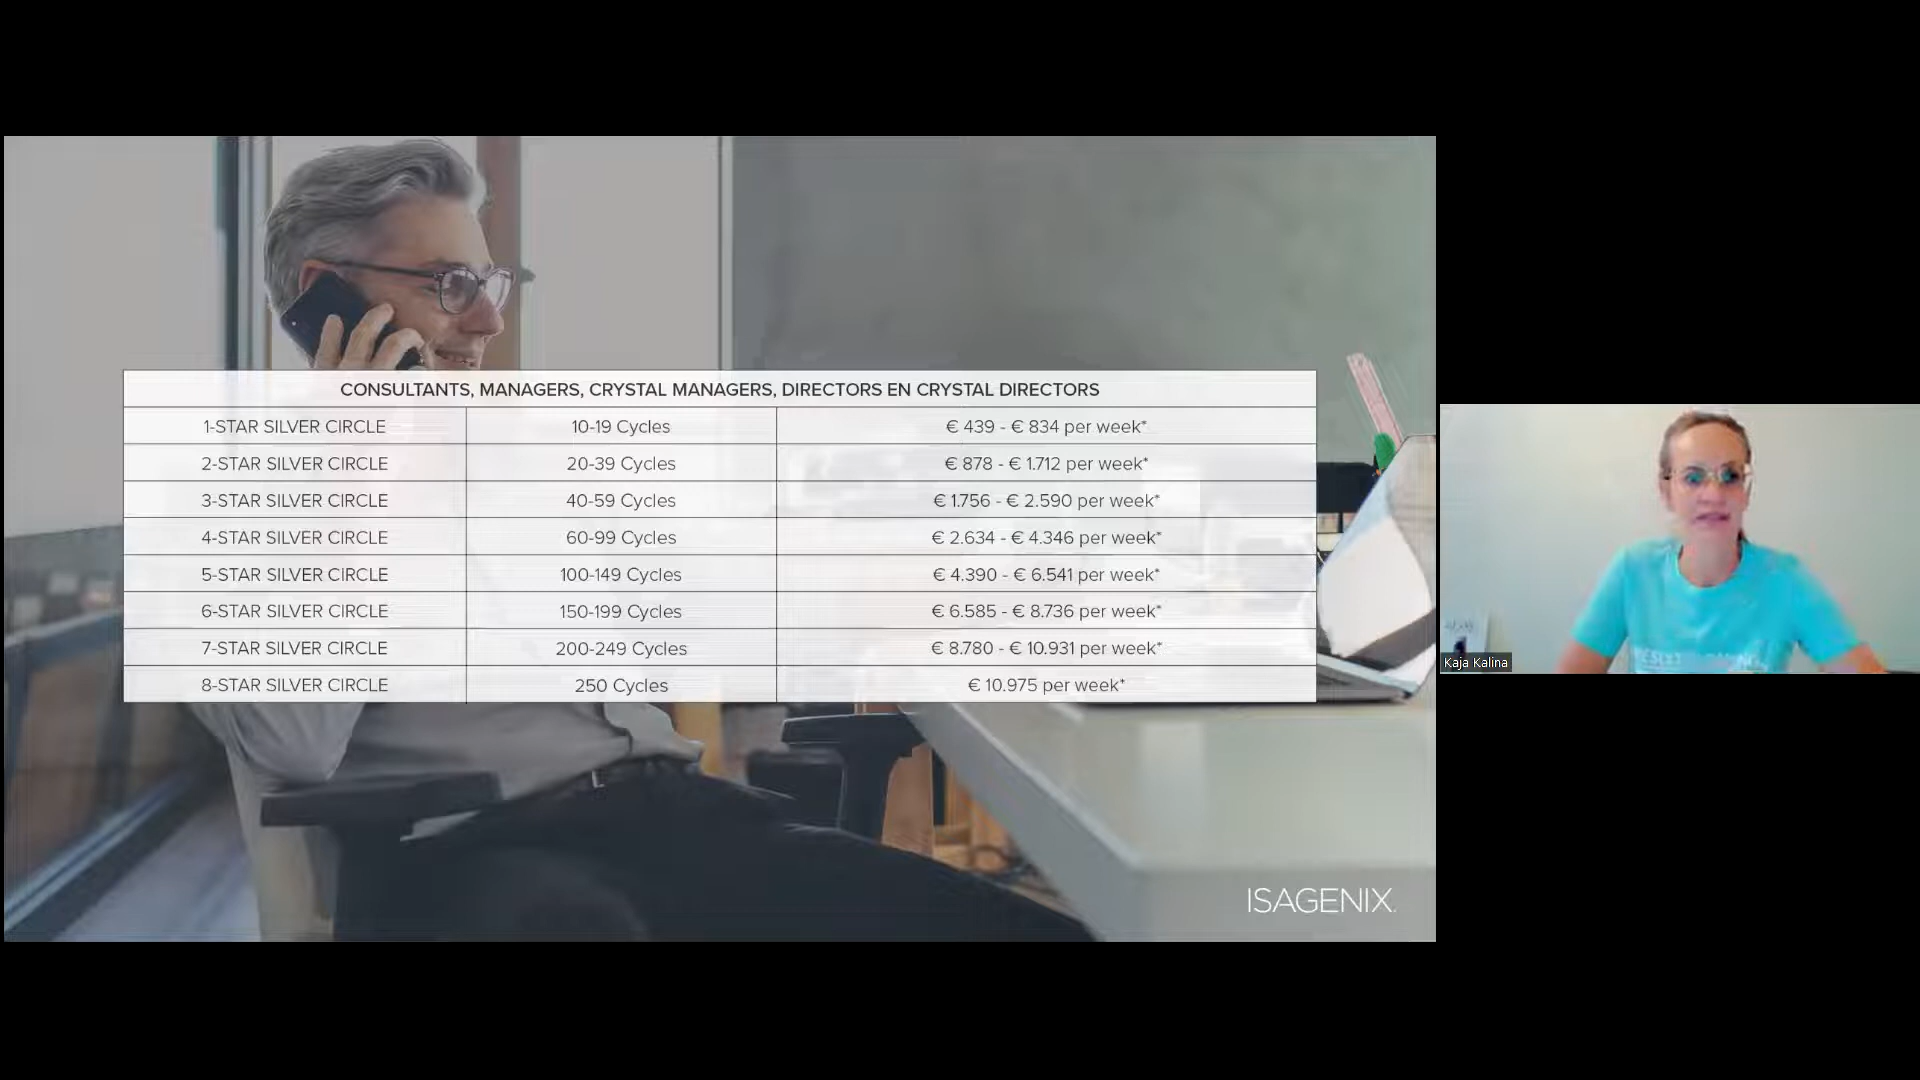 CONSULTANTS, MANAGERS, CRYSTAL MANAGERS, DIRECTORS EN CRYSTAL DIRECTORS
1-STAR SILVER CIRCLE 10-19 Cycles € 439 - € 834 per week*
2-STAR SILVER CIRCLE 20-39 Cycles € 878 - € 1.712 per week*
3-STAR SILVER CIRCLE 40-59 Cycles € 1.756 - € 2.590 per week*
4-STAR SILVER CIRCLE 60-99 Cycles € 2.634 - € 4.346 per week*
5-STAR SILVER CIRCLE 100-149 Cycles € 4.390 - € 6.541 per week*
6-STAR SILVER CIRCLE 150-199 Cycles € 6.585 - € 8.736 per week*
7-STAR SILVER CIRCLE 200-249 Cycles € 8.780 - € 10.931 per week*
8-STAR SILVER CIRCLE 250 Cycles € 10.975 per week*
Kaja Kalina
ISAGENIX